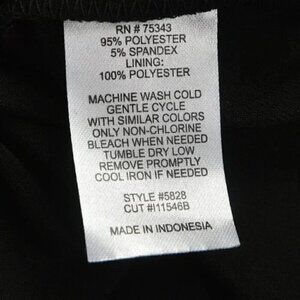 RN # 75343
95% POLYESTER
5% SPANDEX
LINING:
100% POLYESTER
MACHINE WASH COLD
GENTLE CYCLE
WITH SIMILAR COLORS
ONLY NON-CHLORINE
BLEACH WHEN NEEDED
TUMBLE DRY LOW
REMOVE PROMPTLY
COOL IRON IF NEEDED
STYLE #5828
CUT #I11546B
MADE IN INDONESIA